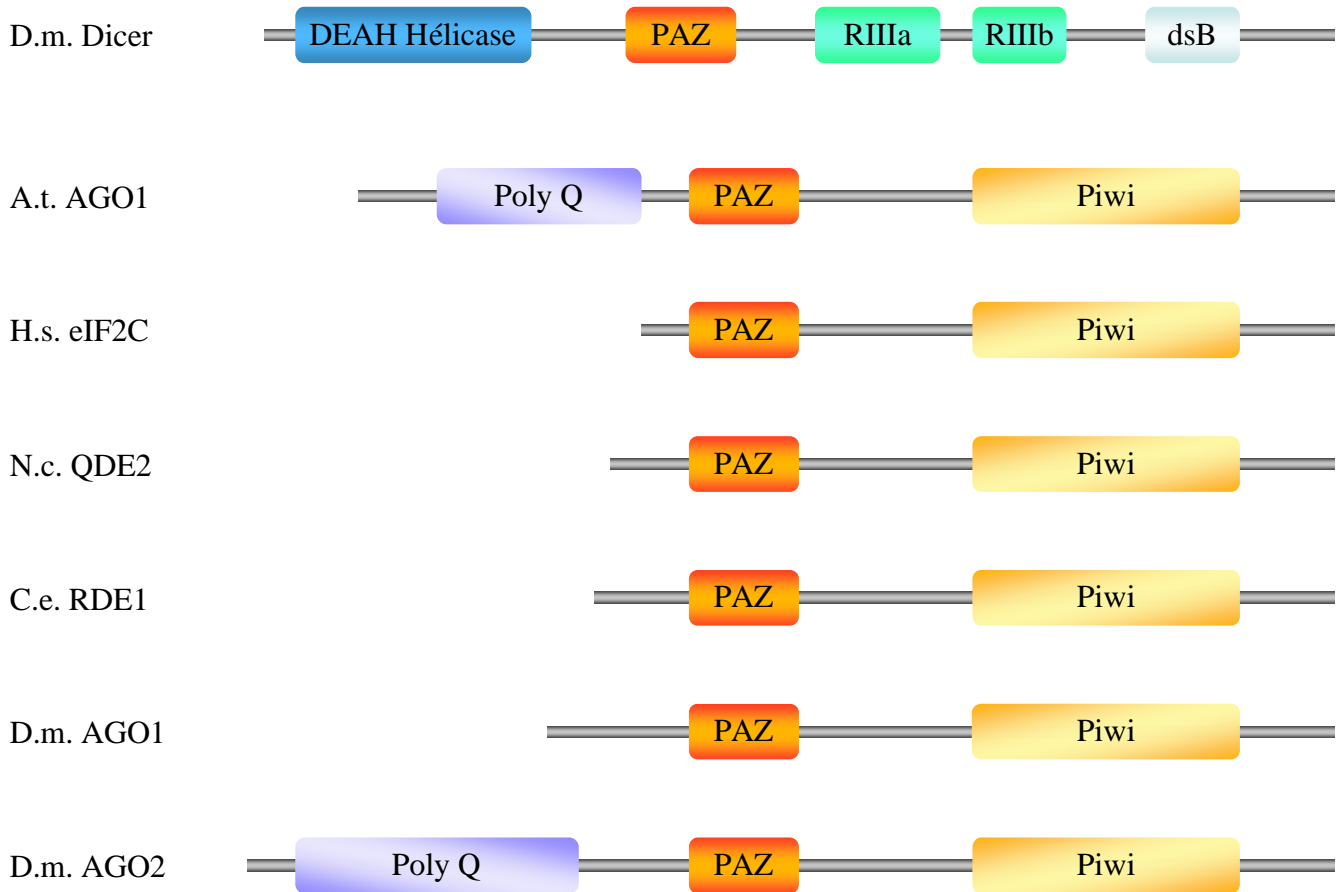 D.m. Dicer DEAH Hélicase PAZ RIIIa RIIIb dsB
A.t. AGO1 Poly Q PAZ Piwi
H.s. eIF2C PAZ Piwi
N.c. QDE2 PAZ Piwi
C.e. RDE1 PAZ Piwi
D.m. AGO1 PAZ Piwi
D.m. AGO2 Poly Q PAZ Piwi